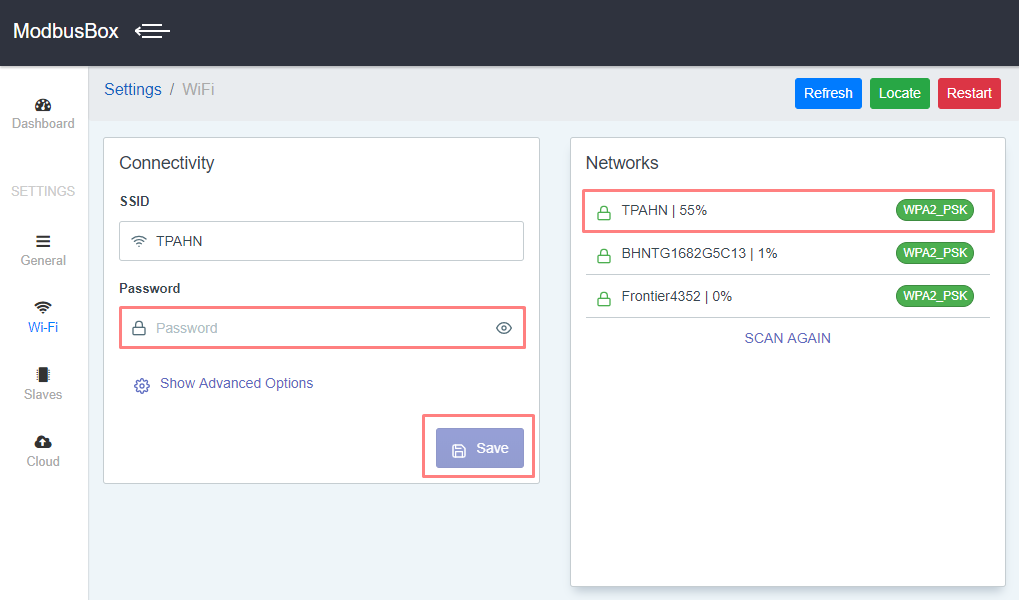 ModbusBox
Settings / WiFi
Refresh
Locate
Restart
Dashboard
SETTINGS
General
Wi-Fi
Slaves
Cloud
Connectivity
SSID
TPAHN
Password
Password
Show Advanced Options
Save
Networks
TPAHN | 55% WPA2_PSK
BHNTG1682G5C13 | 1% WPA2_PSK
Frontier4352 | 0% WPA2_PSK
SCAN AGAIN